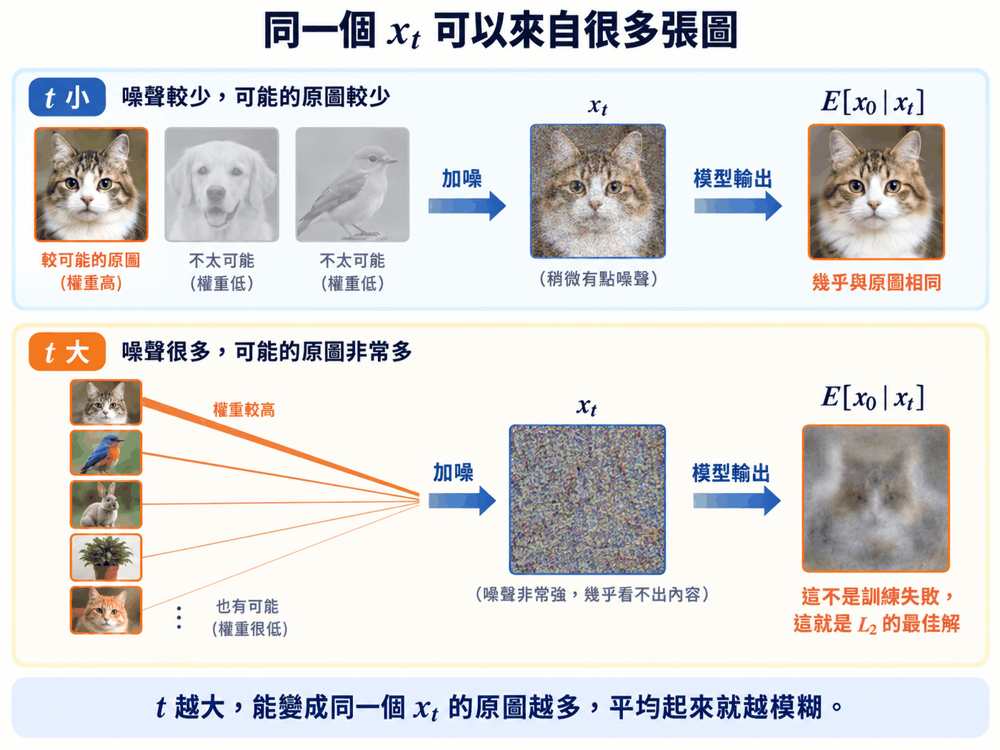 同一個 x_t 可以來自很多張圖
t 小
噪聲較少，可能的原圖較少
較可能的原圖
(權重高)
不太可能
(權重低)
不太可能
(權重低)
加噪
x_t
(稍微有點噪聲)
模型輸出
E[x_0 | x_t]
幾乎與原圖相同
t 大
噪聲很多，可能的原圖非常多
權重較高
也有可能
(權重很低)
加噪
x_t
(噪聲非常強，幾乎看不出內容)
模型輸出
E[x_0 | x_t]
這不是訓練失敗，
這就是 L_2 的最佳解
t 越大，能變成同一個 x_t 的原圖越多，平均起來就越模糊。